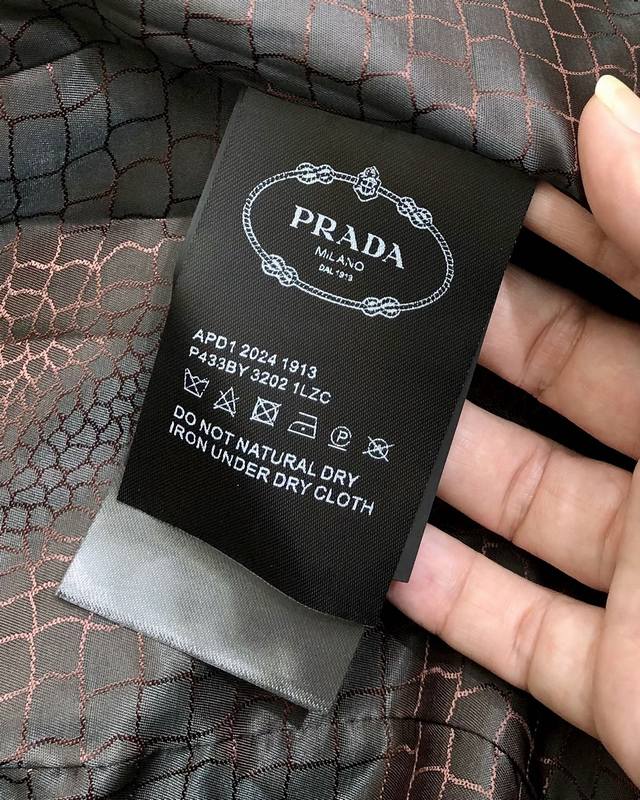 PRADA
MILANO
DAL 1913
APD1 2024 1913
P433BY 3202 1LZC
P
DO NOT NATURAL DRY
IRON UNDER DRY CLOTH